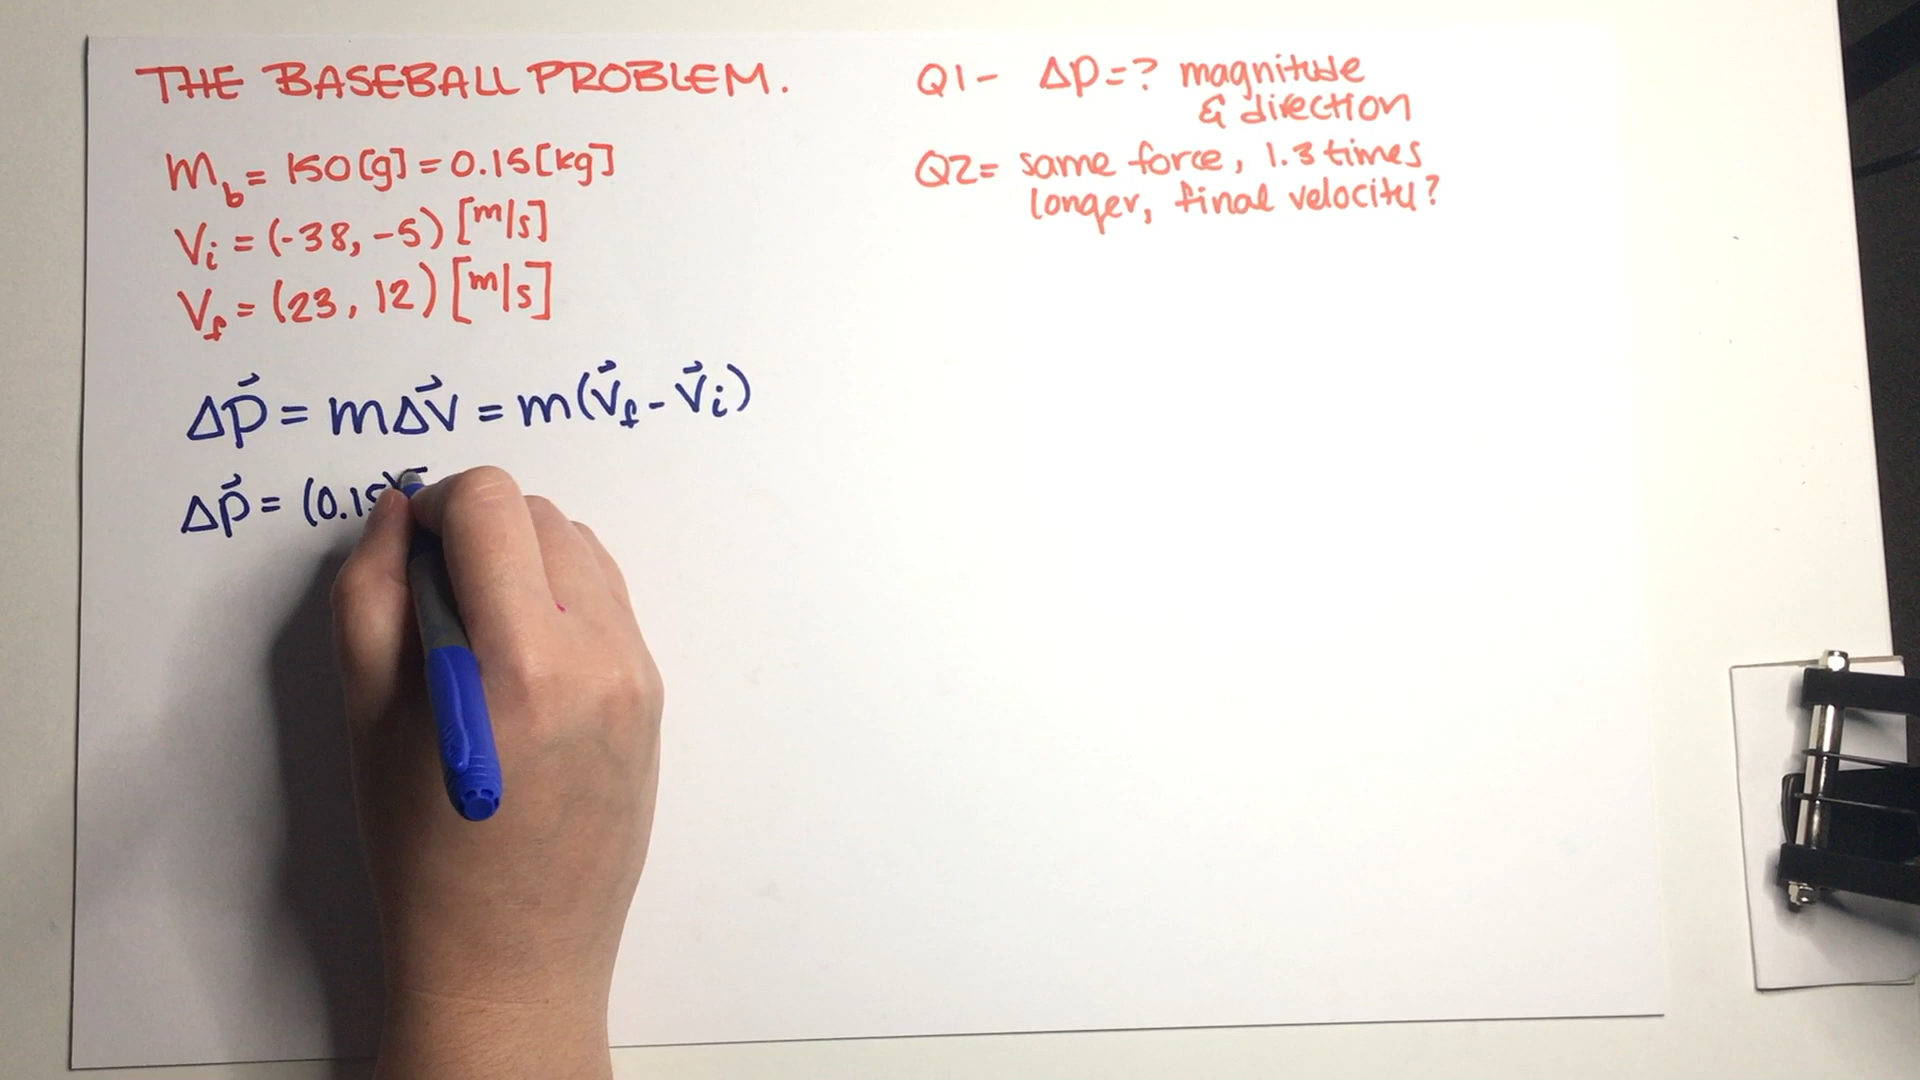 THE BASEBALL PROBLEM.
m_b = 150 [g] = 0.15 [kg]
V_i = (-38, -5) [m/s]
V_f = (23, 12) [m/s]
Δp⃗ = mΔv⃗ = m(v⃗_f - v⃗_i)
Δp⃗ = (0.15)
Q1 - Δp = ? magnitude
& direction
Q2 = same force, 1.3 times
longer, final velocity?